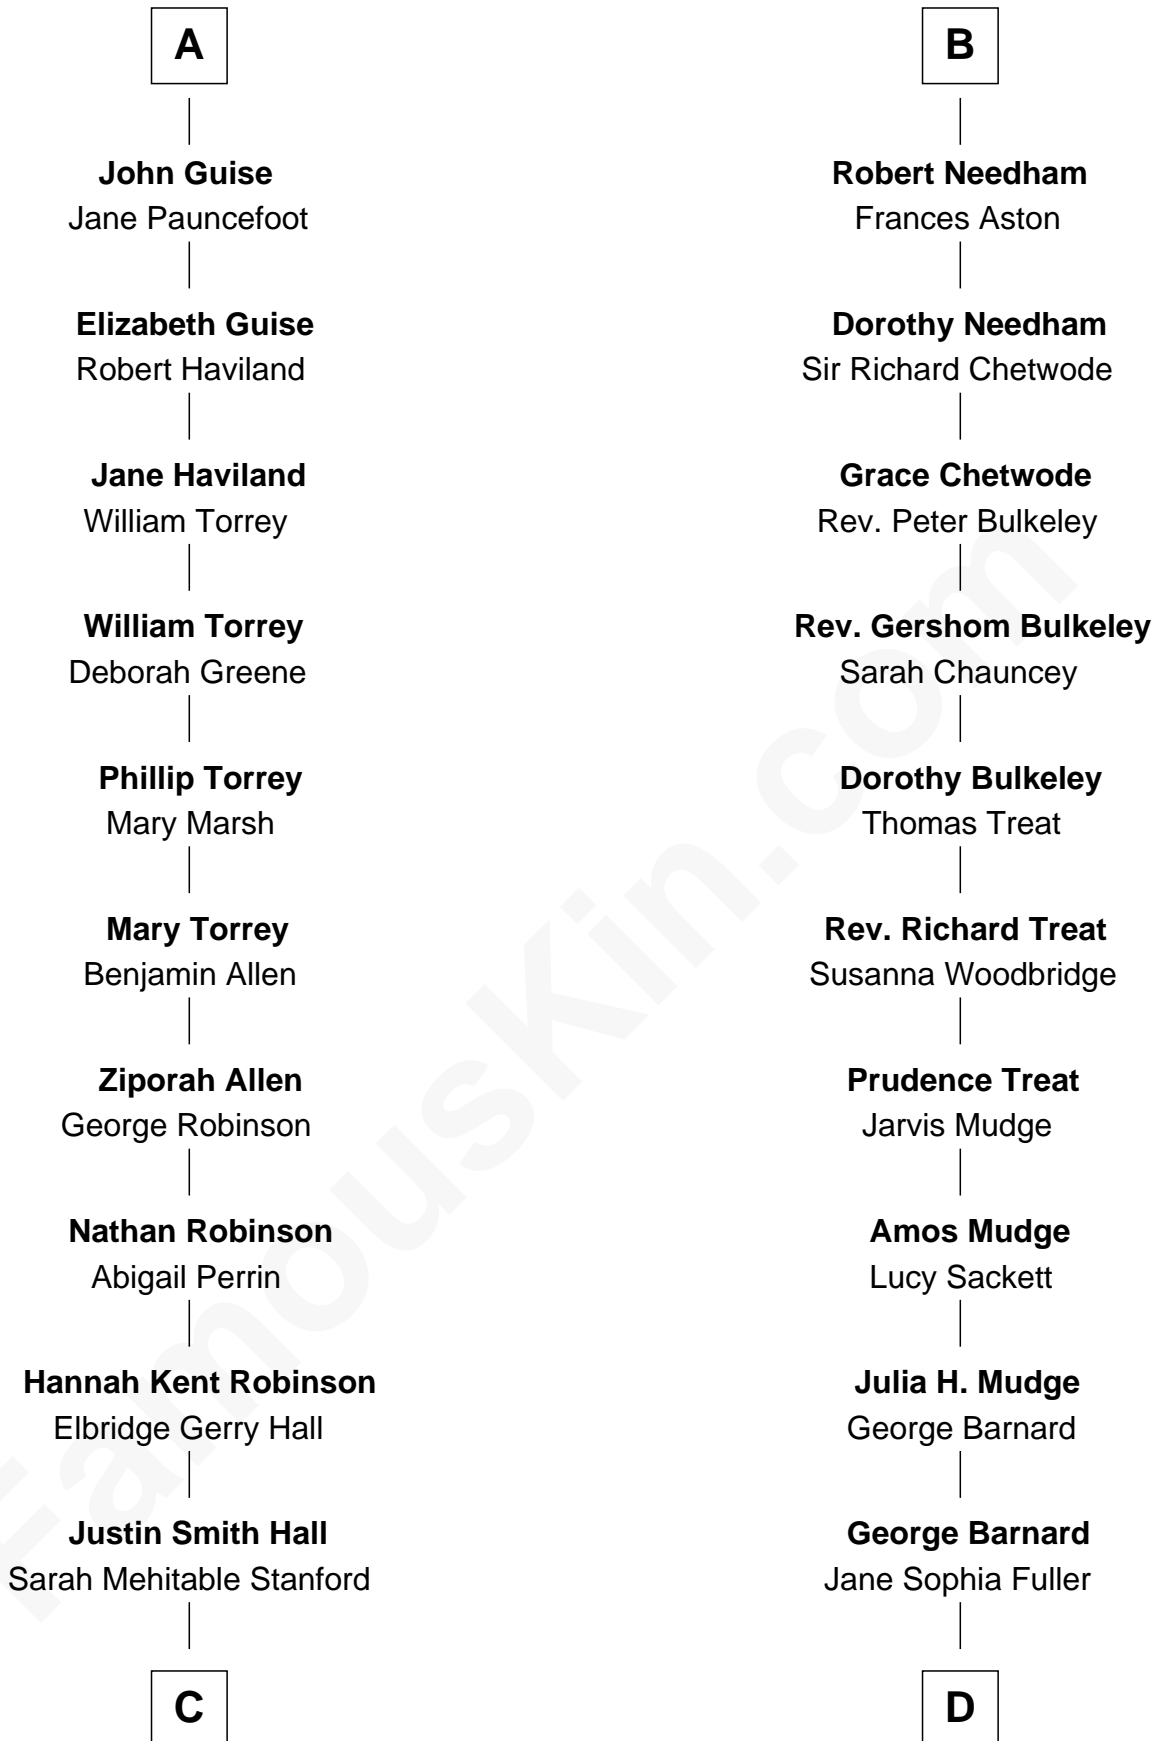 A
John Guise
Jane Pauncefoot
Elizabeth Guise
Robert Haviland
Jane Haviland
William Torrey
William Torrey
Deborah Greene
Phillip Torrey
Mary Marsh
Mary Torrey
Benjamin Allen
Ziporah Allen
George Robinson
Nathan Robinson
Abigail Perrin
Hannah Kent Robinson
Elbridge Gerry Hall
Justin Smith Hall
Sarah Mehitable Stanford
C
B
Robert Needham
Frances Aston
Dorothy Needham
Sir Richard Chetwode
Grace Chetwode
Rev. Peter Bulkeley
Rev. Gershom Bulkeley
Sarah Chauncey
Dorothy Bulkeley
Thomas Treat
Rev. Richard Treat
Susanna Woodbridge
Prudence Treat
Jarvis Mudge
Amos Mudge
Lucy Sackett
Julia H. Mudge
George Barnard
George Barnard
Jane Sophia Fuller
D
FamousKin.com